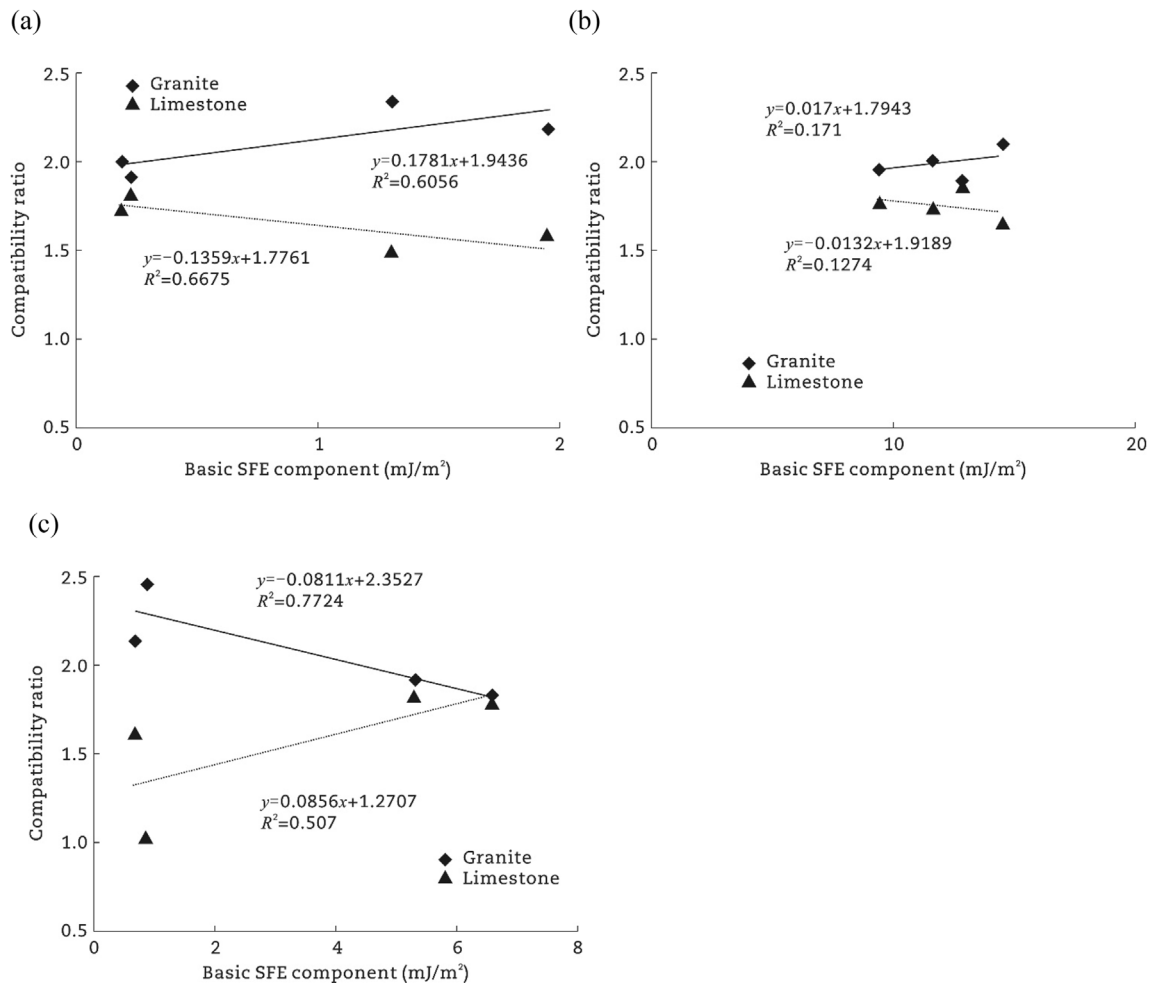 (a)
2.5
2.0
1.5
1.0
0.5
0
1
2
Compatibility ratio
Basic SFE component (mJ/m²)
Granite
Limestone
y=0.1781x+1.9436
R²=0.6056
y=−0.1359x+1.7761
R²=0.6675
(b)
2.5
2.0
1.5
1.0
0.5
0
10
20
Compatibility ratio
Basic SFE component (mJ/m²)
y=0.017x+1.7943
R²=0.171
y=−0.0132x+1.9189
R²=0.1274
Granite
Limestone
(c)
2.5
2.0
1.5
1.0
0.5
0
2
4
6
8
Compatibility ratio
Basic SFE component (mJ/m²)
y=−0.0811x+2.3527
R²=0.7724
y=0.0856x+1.2707
R²=0.507
Granite
Limestone